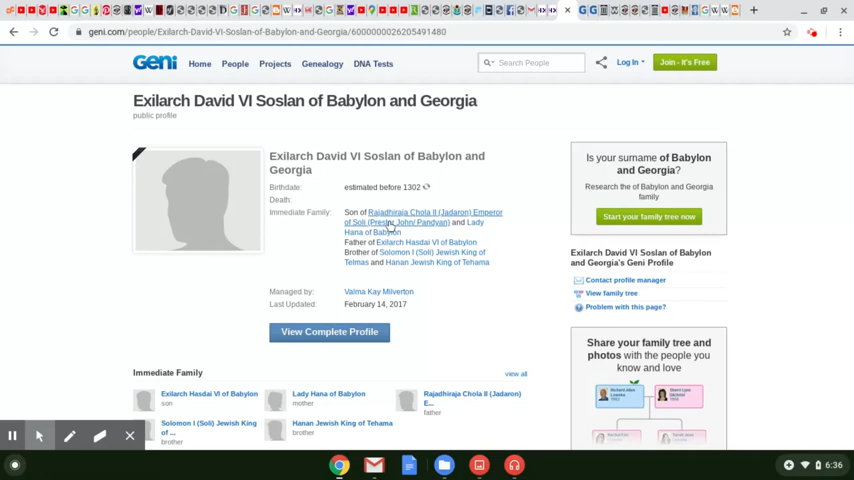 geni.com/people/Exilarch-David-VI-Soslan-of-Babylon-and-Georgia/6000000026205491480
Geni Home People Projects Genealogy DNA Tests Search People Log In Join - It's Free
Exilarch David VI Soslan of Babylon and Georgia
public profile
Exilarch David VI Soslan of Babylon and
Georgia
Birthdate: estimated before 1302
Death:
Immediate Family: Son of Rajadhiraja Chola II (Jadaron) Emperor
of Soli (Prester John/ Pandyan) and Lady
Hana of Babylon
Father of Exilarch Hasdai VI of Babylon
Brother of Solomon I (Soli) Jewish King of
Telmas and Hanan Jewish King of Tehama
Managed by: Valma Kay Milverton
Last Updated: February 14, 2017
View Complete Profile
Immediate Family view all
Exilarch Hasdai VI of Babylon
son
Lady Hana of Babylon
mother
Rajadhiraja Chola II (Jadaron)
E...
father
Solomon I (Soli) Jewish King
of ...
brother
Hanan Jewish King of Tehama
brother
Is your surname of Babylon
and Georgia?
Research the of Babylon and Georgia
family
Start your family tree now
Exilarch David VI Soslan of Babylon
and Georgia's Geni Profile
Contact profile manager
View family tree
Problem with this page?
Share your family tree and
photos with the people you
know and love
6:36